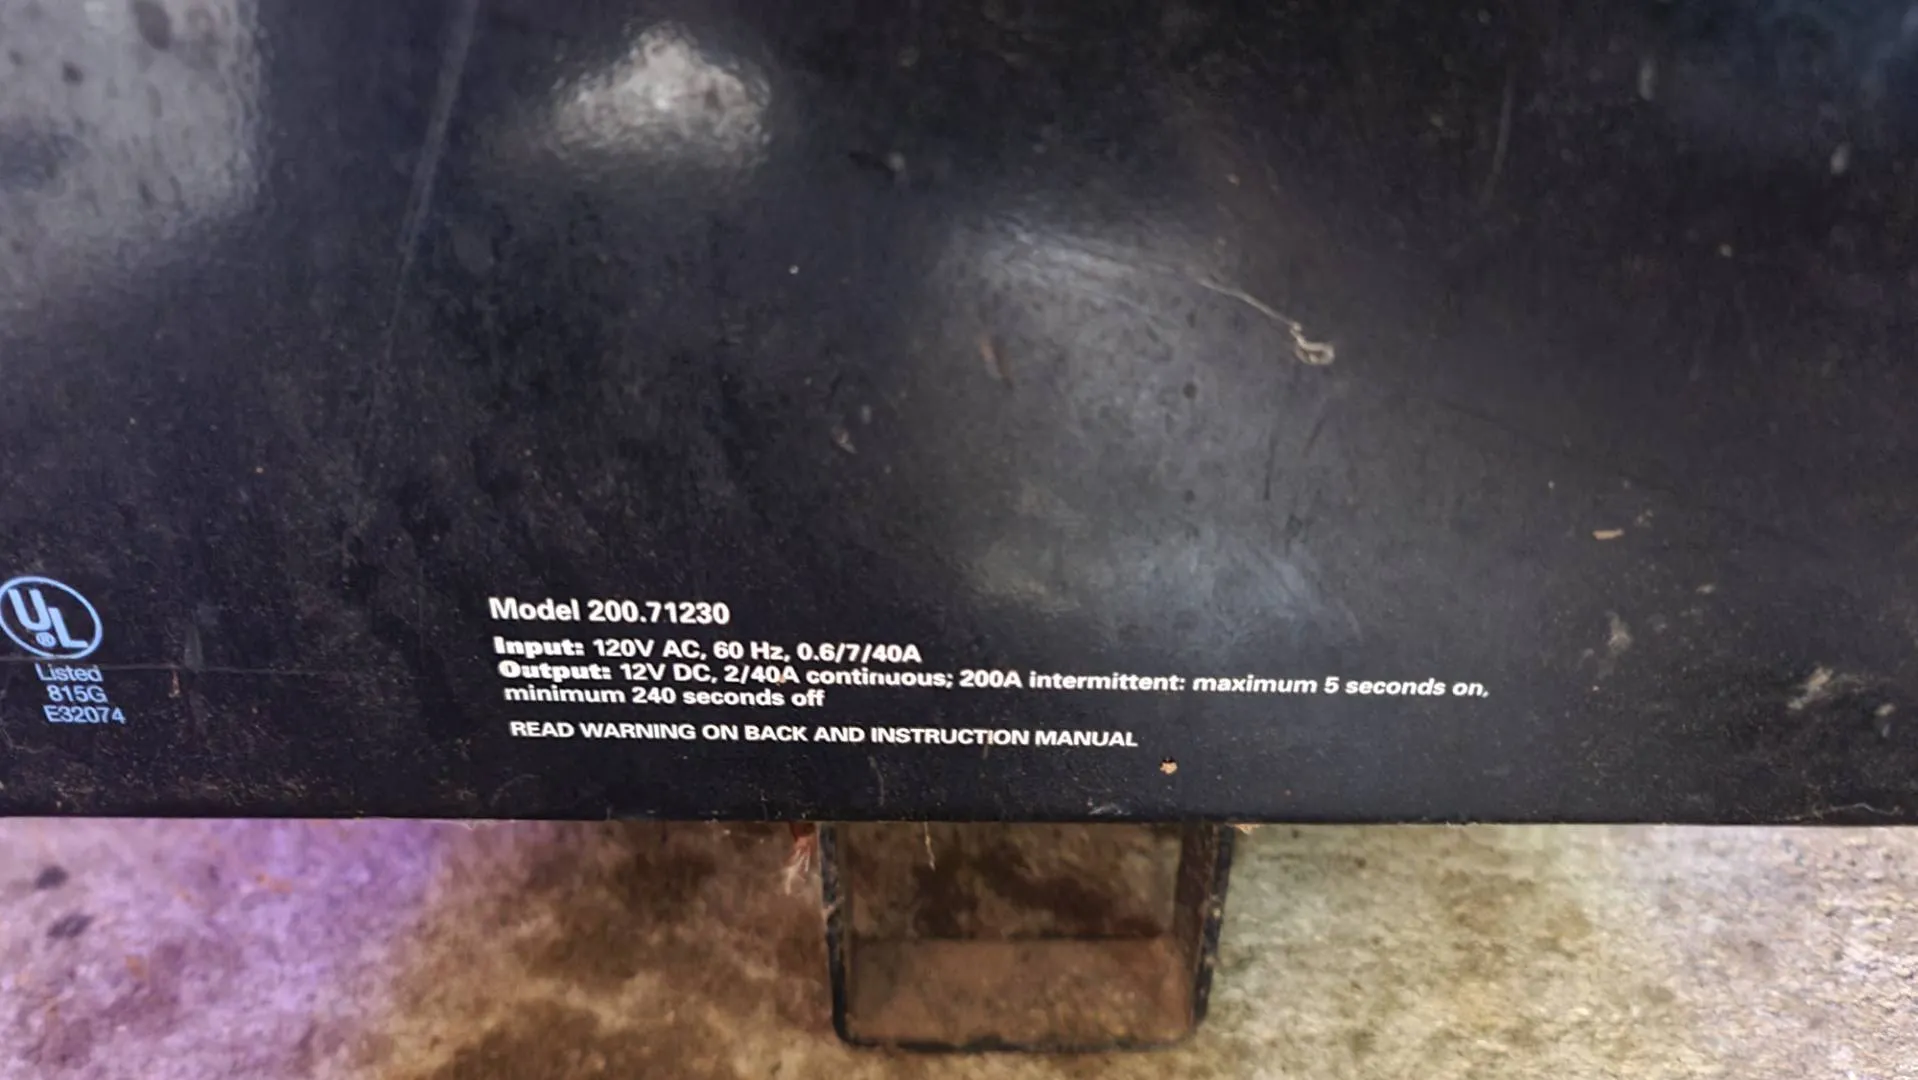 UL
®
Listed
815G
E32074
Model 200.71230
Input: 120V AC, 60 Hz, 0.6/7/40A
Output: 12V DC, 2/40A continuous; 200A intermittent: maximum 5 seconds on,
minimum 240 seconds off
READ WARNING ON BACK AND INSTRUCTION MANUAL